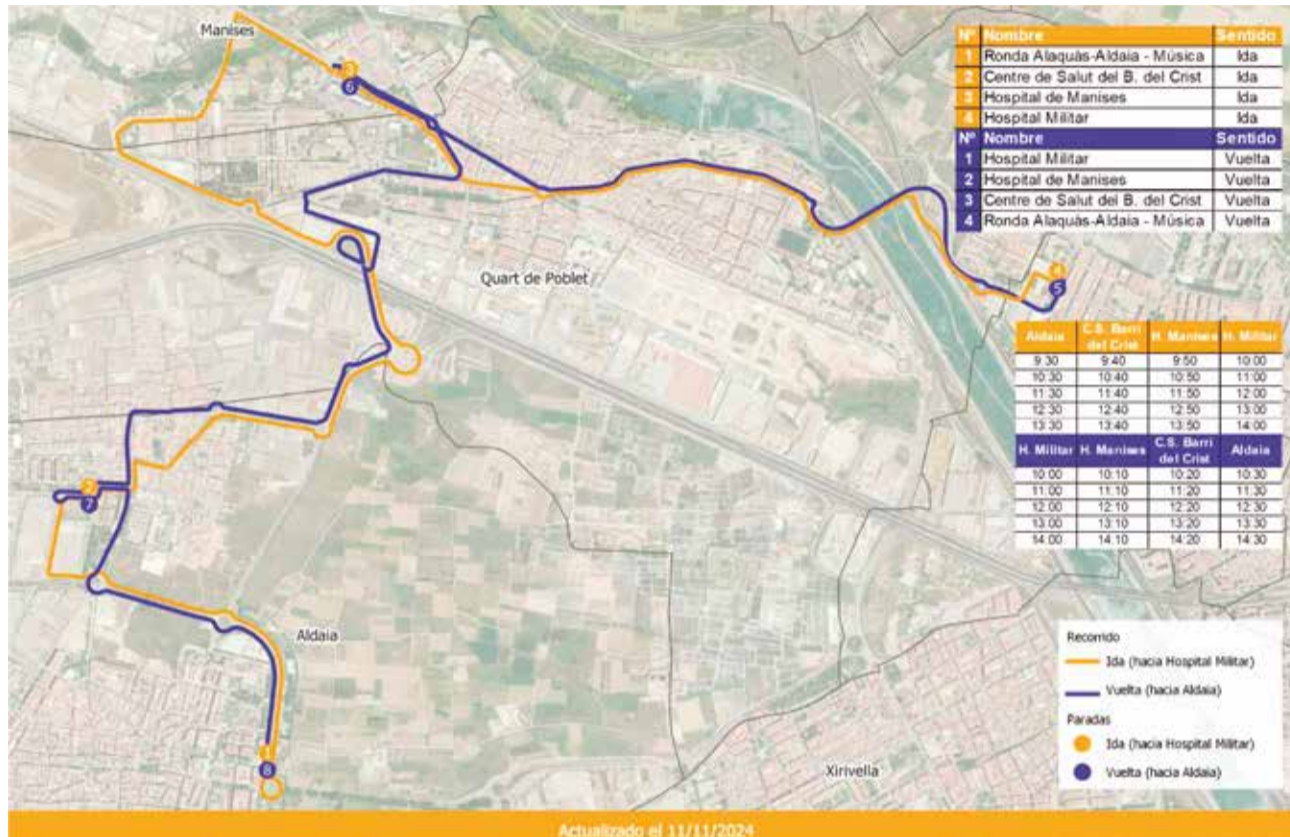 Manises
Quart de Poblet
Aldaia
Xirivella
3
6
4
5
2
7
1
8
Nº Nombre Sentido
1 Ronda Alaquàs-Aldaia - Música Ida
2 Centre de Salut del B. del Crist Ida
3 Hospital de Manises Ida
4 Hospital Militar Ida
Nº Nombre Sentido
1 Hospital Militar Vuelta
2 Hospital de Manises Vuelta
3 Centre de Salut del B. del Crist Vuelta
4 Ronda Alaquàs-Aldaia - Música Vuelta
Aldaia C.S. Barri del Crist H. Manises H. Militar
9:30 9:40 9:50 10:00
10:30 10:40 10:50 11:00
11:30 11:40 11:50 12:00
12:30 12:40 12:50 13:00
13:30 13:40 13:50 14:00
H. Militar H. Manises C.S. Barri del Crist Aldaia
10:00 10:10 10:20 10:30
11:00 11:10 11:20 11:30
12:00 12:10 12:20 12:30
13:00 13:10 13:20 13:30
14:00 14:10 14:20 14:30
Recorrido
Ida (hacia Hospital Militar)
Vuelta (hacia Aldaia)
Paradas
Ida (hacia Hospital Militar)
Vuelta (hacia Aldaia)
Actualizado el 11/11/2024